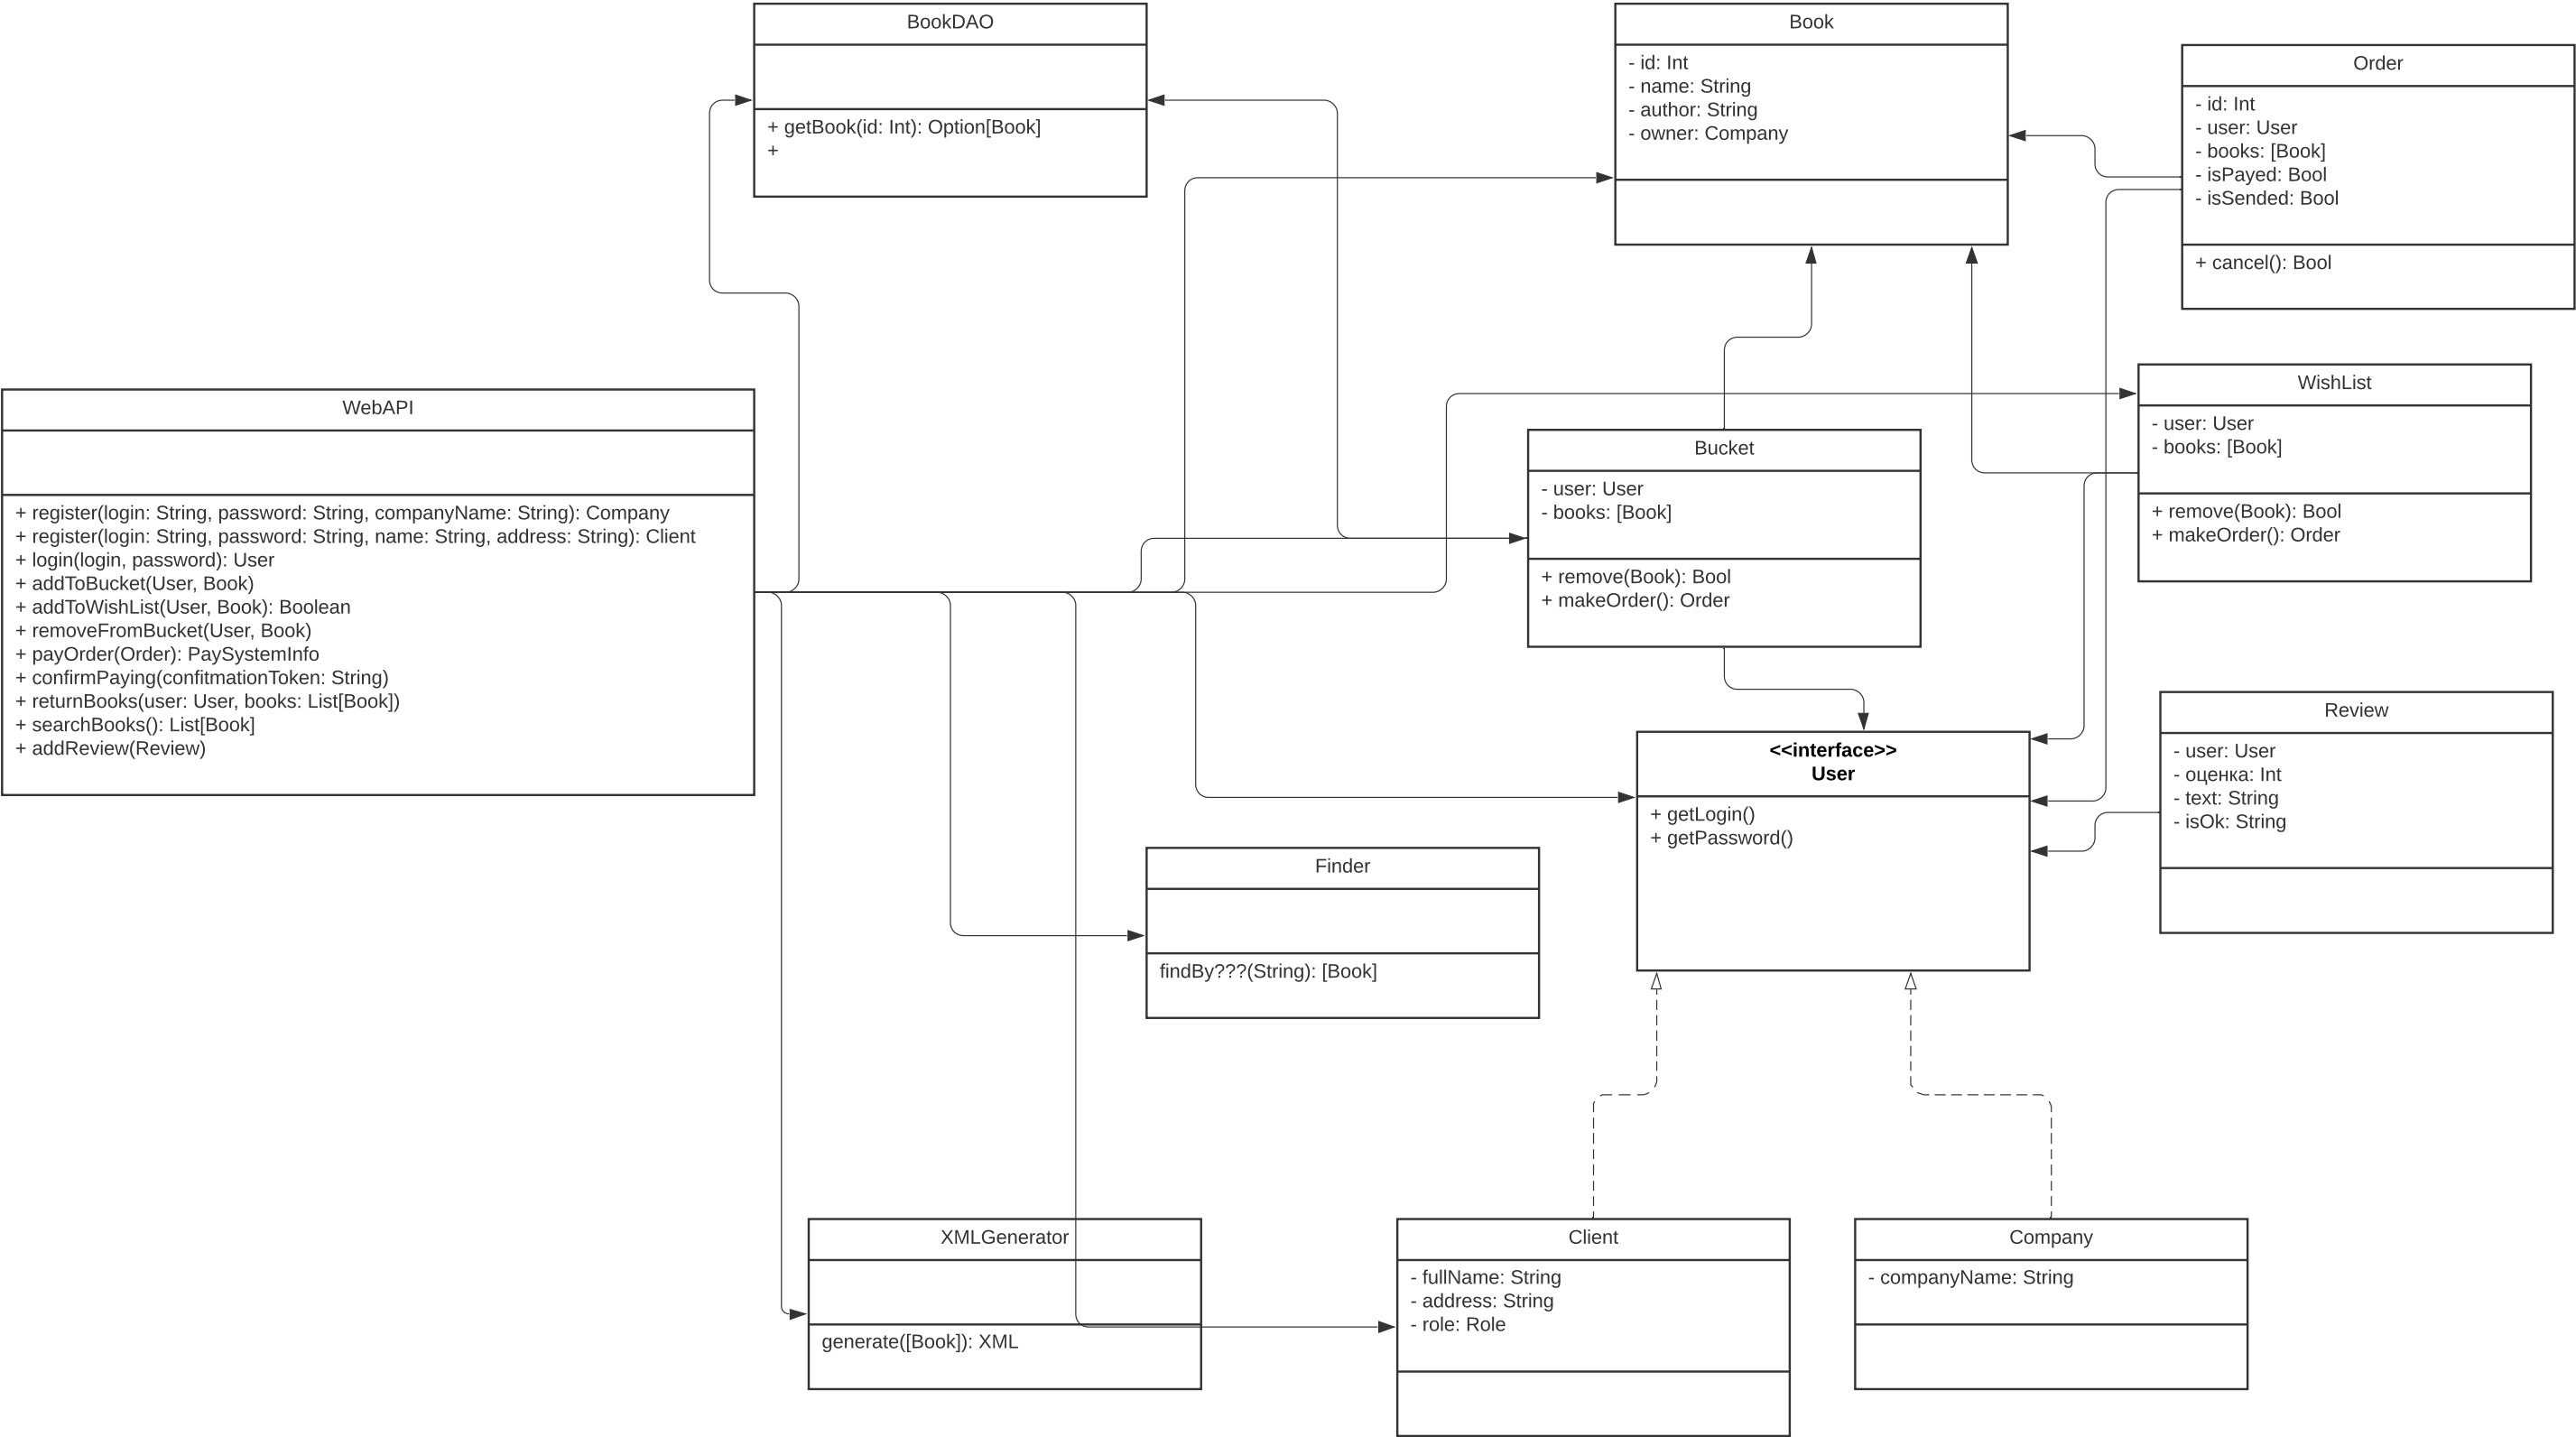 BookDAO
+ getBook(id: Int): Option[Book]
+
Book
- id: Int
- name: String
- author: String
- owner: Company
Order
- id: Int
- user: User
- books: [Book]
- isPayed: Bool
- isSended: Bool
+ cancel(): Bool
WebAPI
+ register(login: String, password: String, companyName: String): Company
+ register(login: String, password: String, name: String, address: String): Client
+ login(login, password): User
+ addToBucket(User, Book)
+ addToWishList(User, Book): Boolean
+ removeFromBucket(User, Book)
+ payOrder(Order): PaySystemInfo
+ confirmPaying(confitmationToken: String)
+ returnBooks(user: User, books: List[Book])
+ searchBooks(): List[Book]
+ addReview(Review)
Bucket
- user: User
- books: [Book]
+ remove(Book): Bool
+ makeOrder(): Order
WishList
- user: User
- books: [Book]
+ remove(Book): Bool
+ makeOrder(): Order
<<interface>>
User
+ getLogin()
+ getPassword()
Review
- user: User
- оценка: Int
- text: String
- isOk: String
Finder
findBy???(String): [Book]
XMLGenerator
generate([Book]): XML
Client
- fullName: String
- address: String
- role: Role
Company
- companyName: String